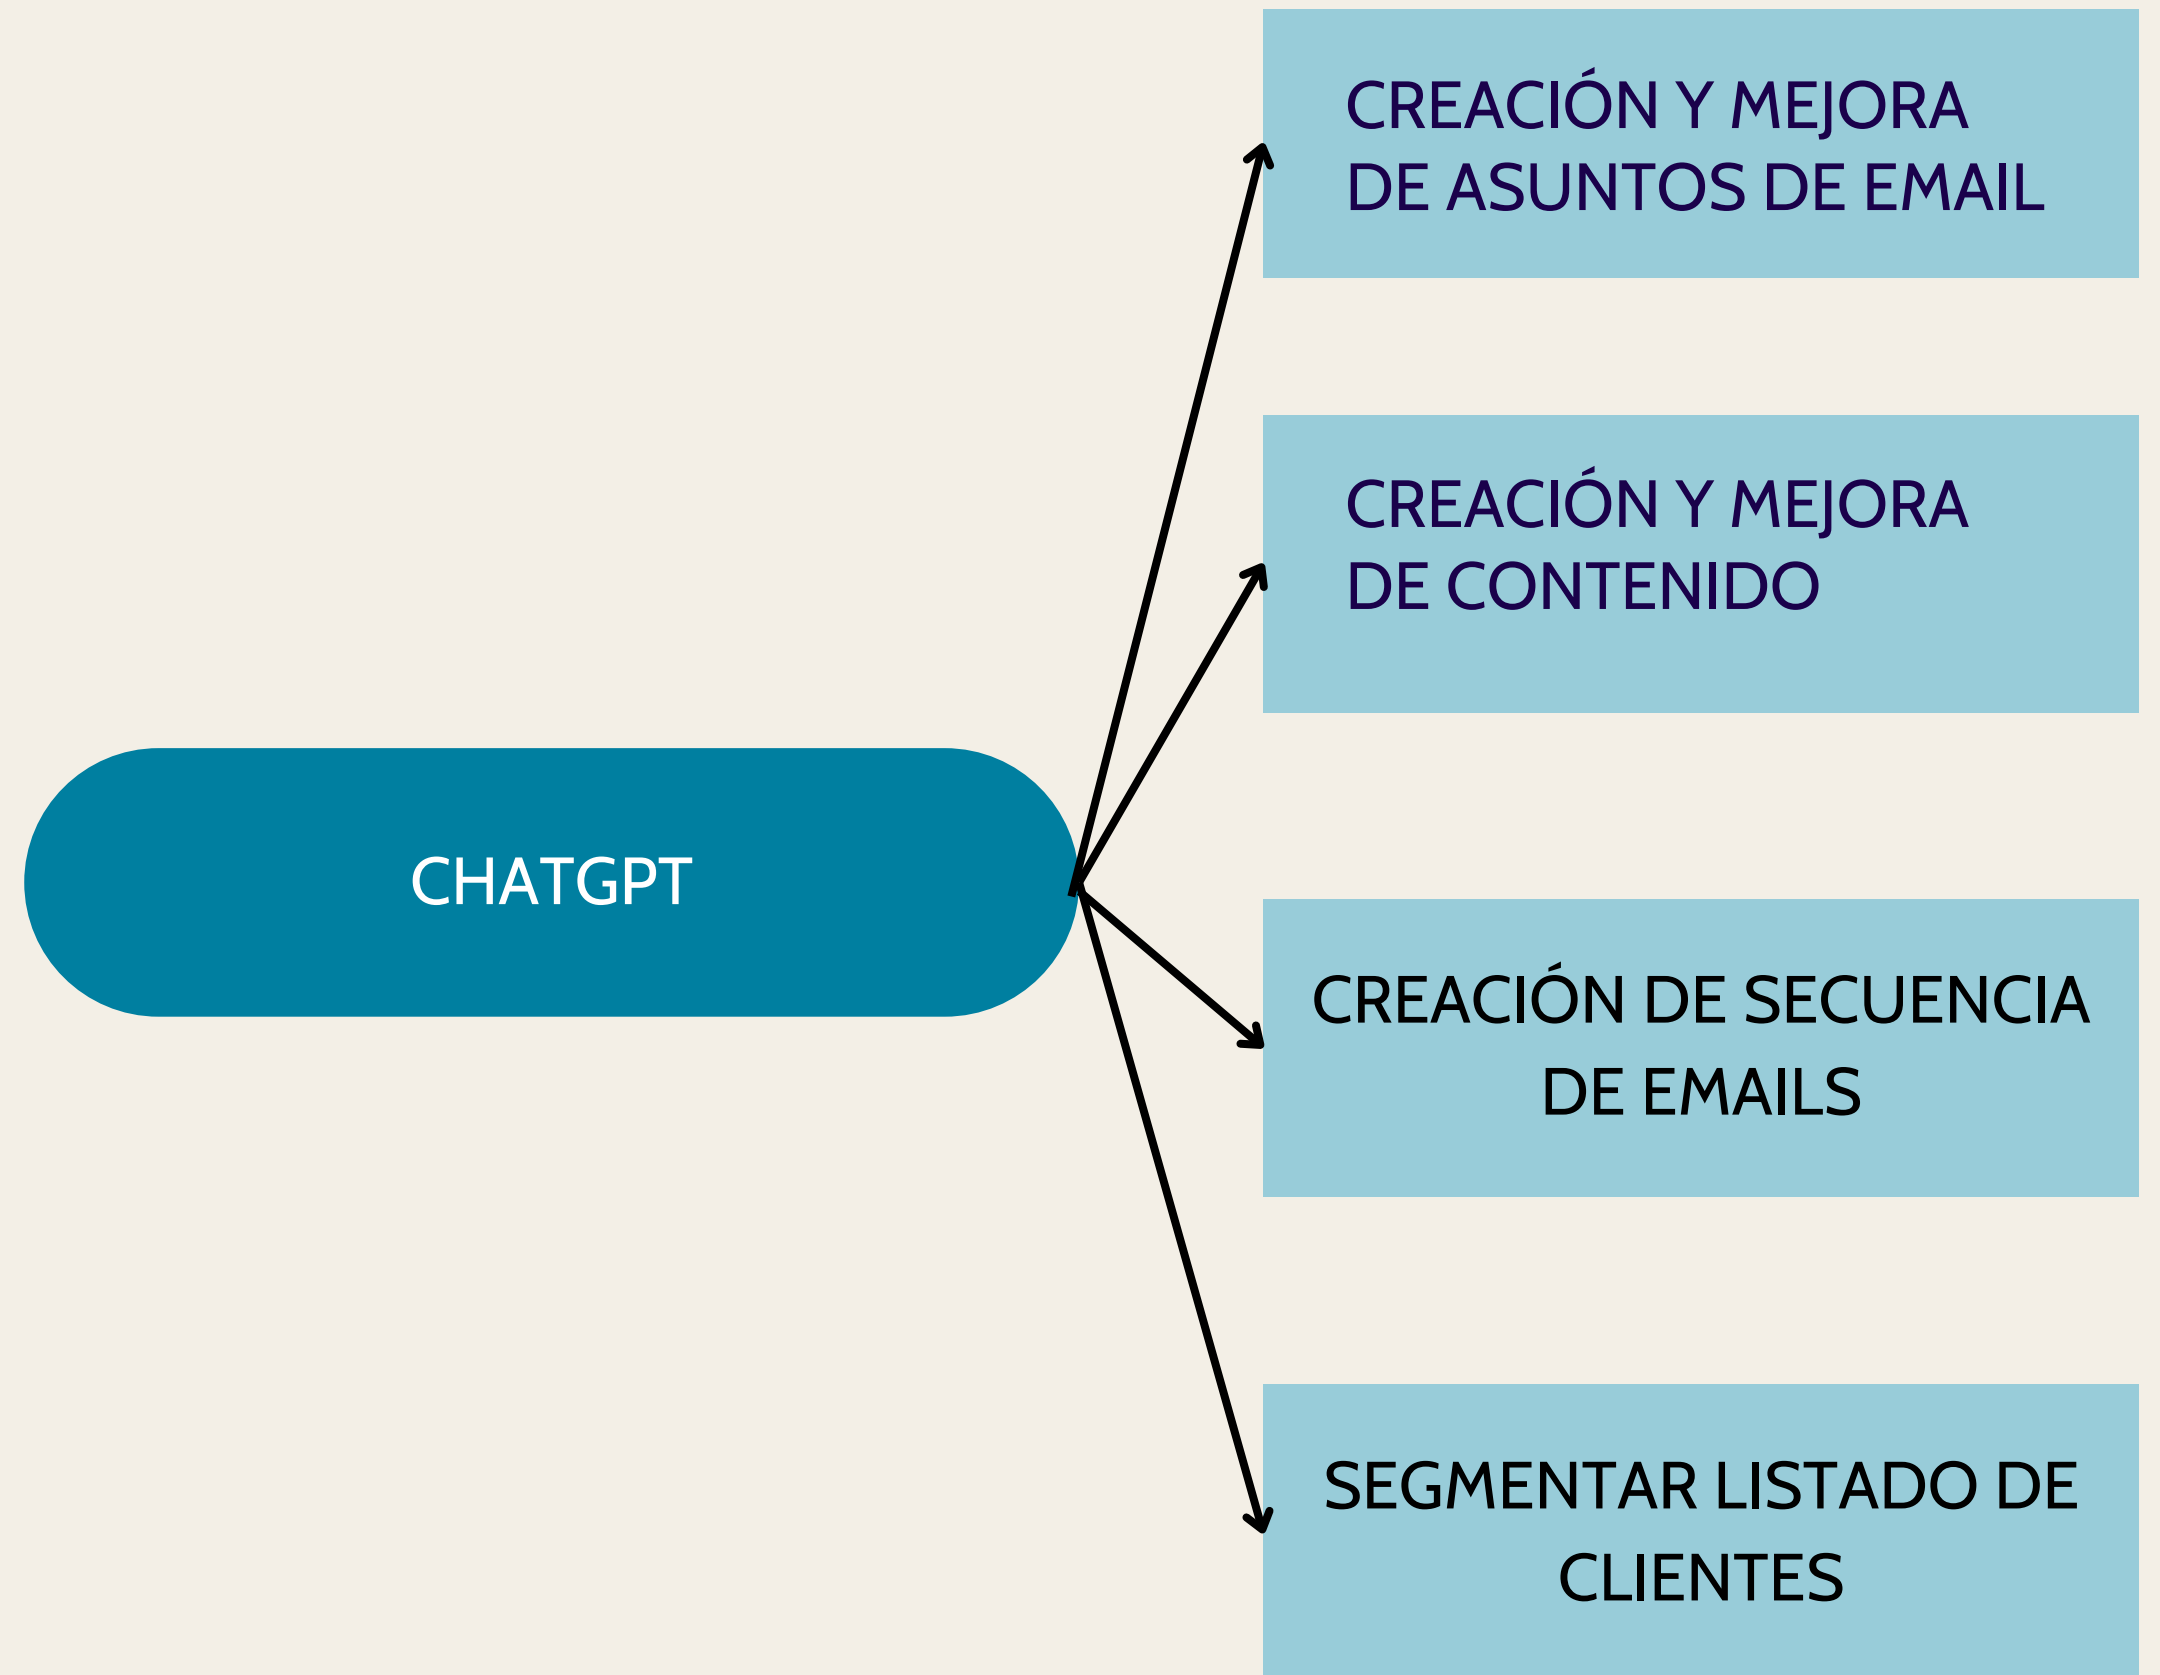 CREACIÓN Y MEJORA
DE ASUNTOS DE EMAIL
CREACIÓN Y MEJORA
DE CONTENIDO
CHATGPT
CREACIÓN DE SECUENCIA
DE EMAILS
SEGMENTAR LISTADO DE
CLIENTES